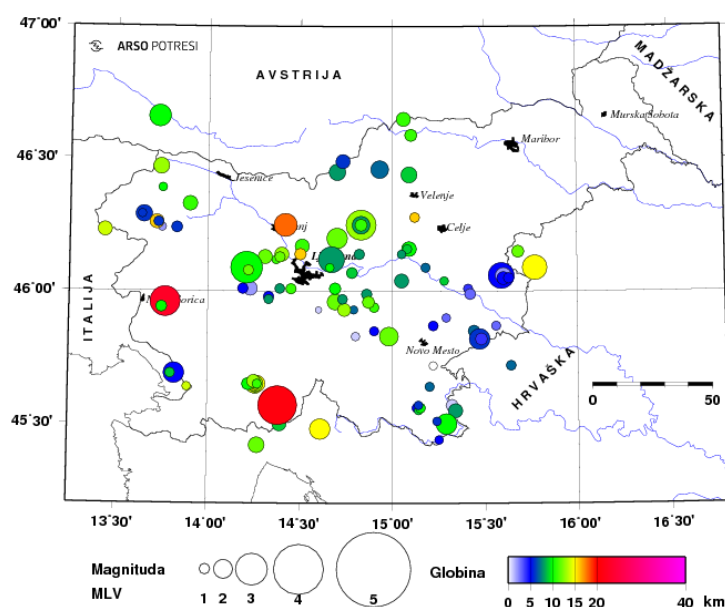 47°00'
ARSO POTRESI
AVSTRIJA
MADŽARSKA
Murska Sobota
Maribor
46°30'
Jesenice
Velenje
Celje
46°00'
ITALIJA
Novo Mesto
HRVAŠKA
0 50
45°30'
13°30' 14°00' 14°30' 15°00' 15°30' 16°00' 16°30'
Magnituda
MLV
1 2 3 4 5
Globina
km
0 5 10 15 20 40